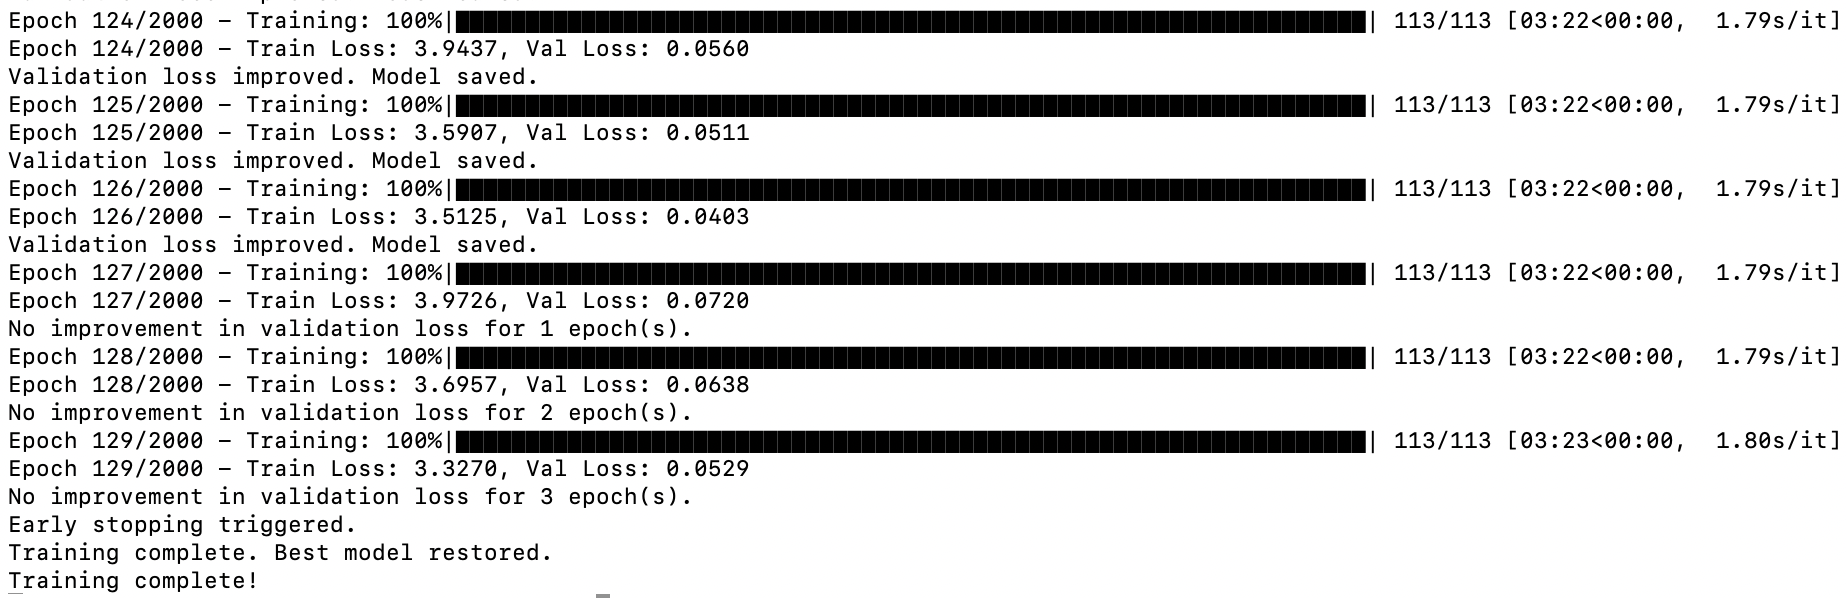 Epoch 124/2000 – Training: 100%|██████████| 113/113 [03:22<00:00,  1.79s/it]
Epoch 124/2000 – Train Loss: 3.9437, Val Loss: 0.0560
Validation loss improved. Model saved.
Epoch 125/2000 – Training: 100%|██████████| 113/113 [03:22<00:00,  1.79s/it]
Epoch 125/2000 – Train Loss: 3.5907, Val Loss: 0.0511
Validation loss improved. Model saved.
Epoch 126/2000 – Training: 100%|██████████| 113/113 [03:22<00:00,  1.79s/it]
Epoch 126/2000 – Train Loss: 3.5125, Val Loss: 0.0403
Validation loss improved. Model saved.
Epoch 127/2000 – Training: 100%|██████████| 113/113 [03:22<00:00,  1.79s/it]
Epoch 127/2000 – Train Loss: 3.9726, Val Loss: 0.0720
No improvement in validation loss for 1 epoch(s).
Epoch 128/2000 – Training: 100%|██████████| 113/113 [03:22<00:00,  1.79s/it]
Epoch 128/2000 – Train Loss: 3.6957, Val Loss: 0.0638
No improvement in validation loss for 2 epoch(s).
Epoch 129/2000 – Training: 100%|██████████| 113/113 [03:23<00:00,  1.80s/it]
Epoch 129/2000 – Train Loss: 3.3270, Val Loss: 0.0529
No improvement in validation loss for 3 epoch(s).
Early stopping triggered.
Training complete. Best model restored.
Training complete!